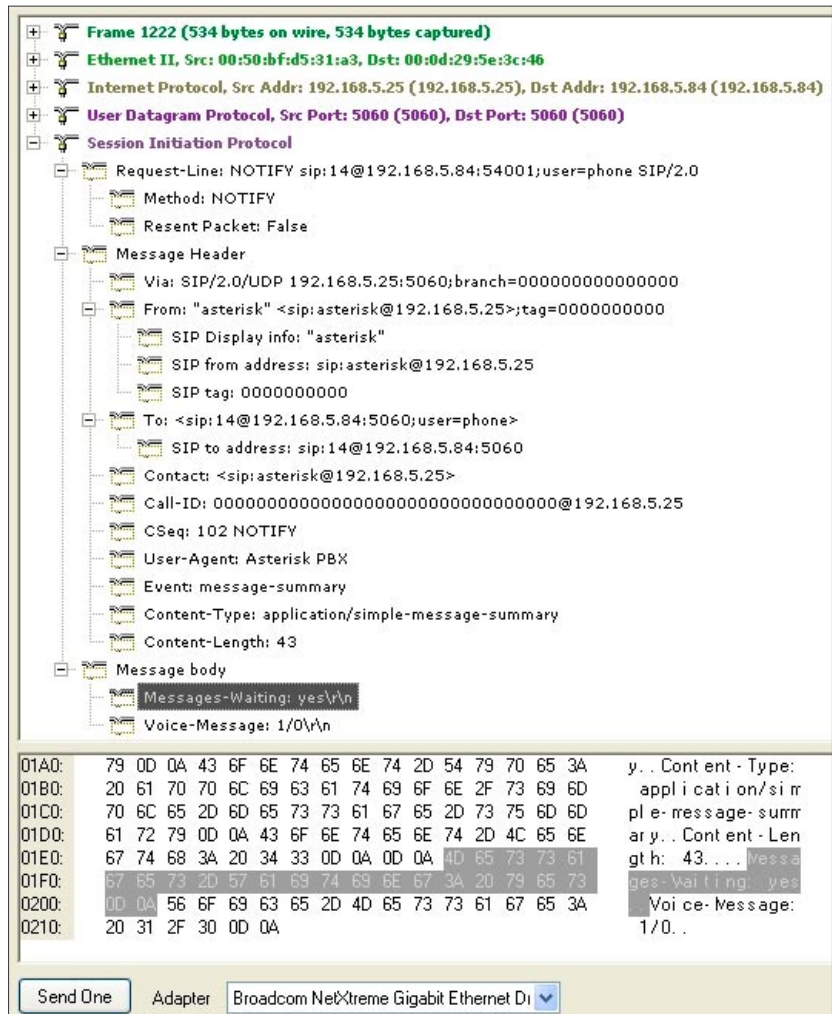 Frame 1222 (534 bytes on wire, 534 bytes captured)
Ethernet II, Src: 00:50:bf:d5:31:a3, Dst: 00:0d:29:5e:3c:46
Internet Protocol, Src Addr: 192.168.5.25 (192.168.5.25), Dst Addr: 192.168.5.84 (192.168.5.84)
User Datagram Protocol, Src Port: 5060 (5060), Dst Port: 5060 (5060)
Session Initiation Protocol
Request-Line: NOTIFY sip:14@192.168.5.84:54001;user=phone SIP/2.0
Method: NOTIFY
Resent Packet: False
Message Header
Via: SIP/2.0/UDP 192.168.5.25:5060;branch=000000000000000
From: "asterisk" <sip:asterisk@192.168.5.25>;tag=0000000000
SIP Display info: "asterisk"
SIP from address: sip:asterisk@192.168.5.25
SIP tag: 0000000000
To: <sip:14@192.168.5.84:5060;user=phone>
SIP to address: sip:14@192.168.5.84:5060
Contact: <sip:asterisk@192.168.5.25>
Call-ID: 00000000000000000000000000000000@192.168.5.25
CSeq: 102 NOTIFY
User-Agent: Asterisk PBX
Event: message-summary
Content-Type: application/simple-message-summary
Content-Length: 43
Message body
Messages-Waiting: yes\r\n
Voice-Message: 1/0\r\n
01A0: 79 0D 0A 43 6F 6E 74 65 6E 74 2D 54 79 70 65 3A y..Content-Type:
01B0: 20 61 70 70 6C 69 63 61 74 69 6F 6E 2F 73 69 6D application/sim
01C0: 70 6C 65 2D 6D 65 73 73 61 67 65 2D 73 75 6D 6D ple-message-summ
01D0: 61 72 79 0D 0A 43 6F 6E 74 65 6E 74 2D 4C 65 6E ary..Content-Len
01E0: 67 74 68 3A 20 34 33 0D 0A 0D 0A 4D 65 73 73 61 gth: 43....Messa
01F0: 67 65 73 2D 57 61 69 74 69 6E 67 3A 20 79 65 73 ges-Waiting: yes
0200: 0D 0A 56 6F 69 63 65 2D 4D 65 73 73 61 67 65 3A ..Voice-Message:
0210: 20 31 2F 30 0D 0A 1/0..
Send One Adapter Broadcom NetXtreme Gigabit Ethernet Dri